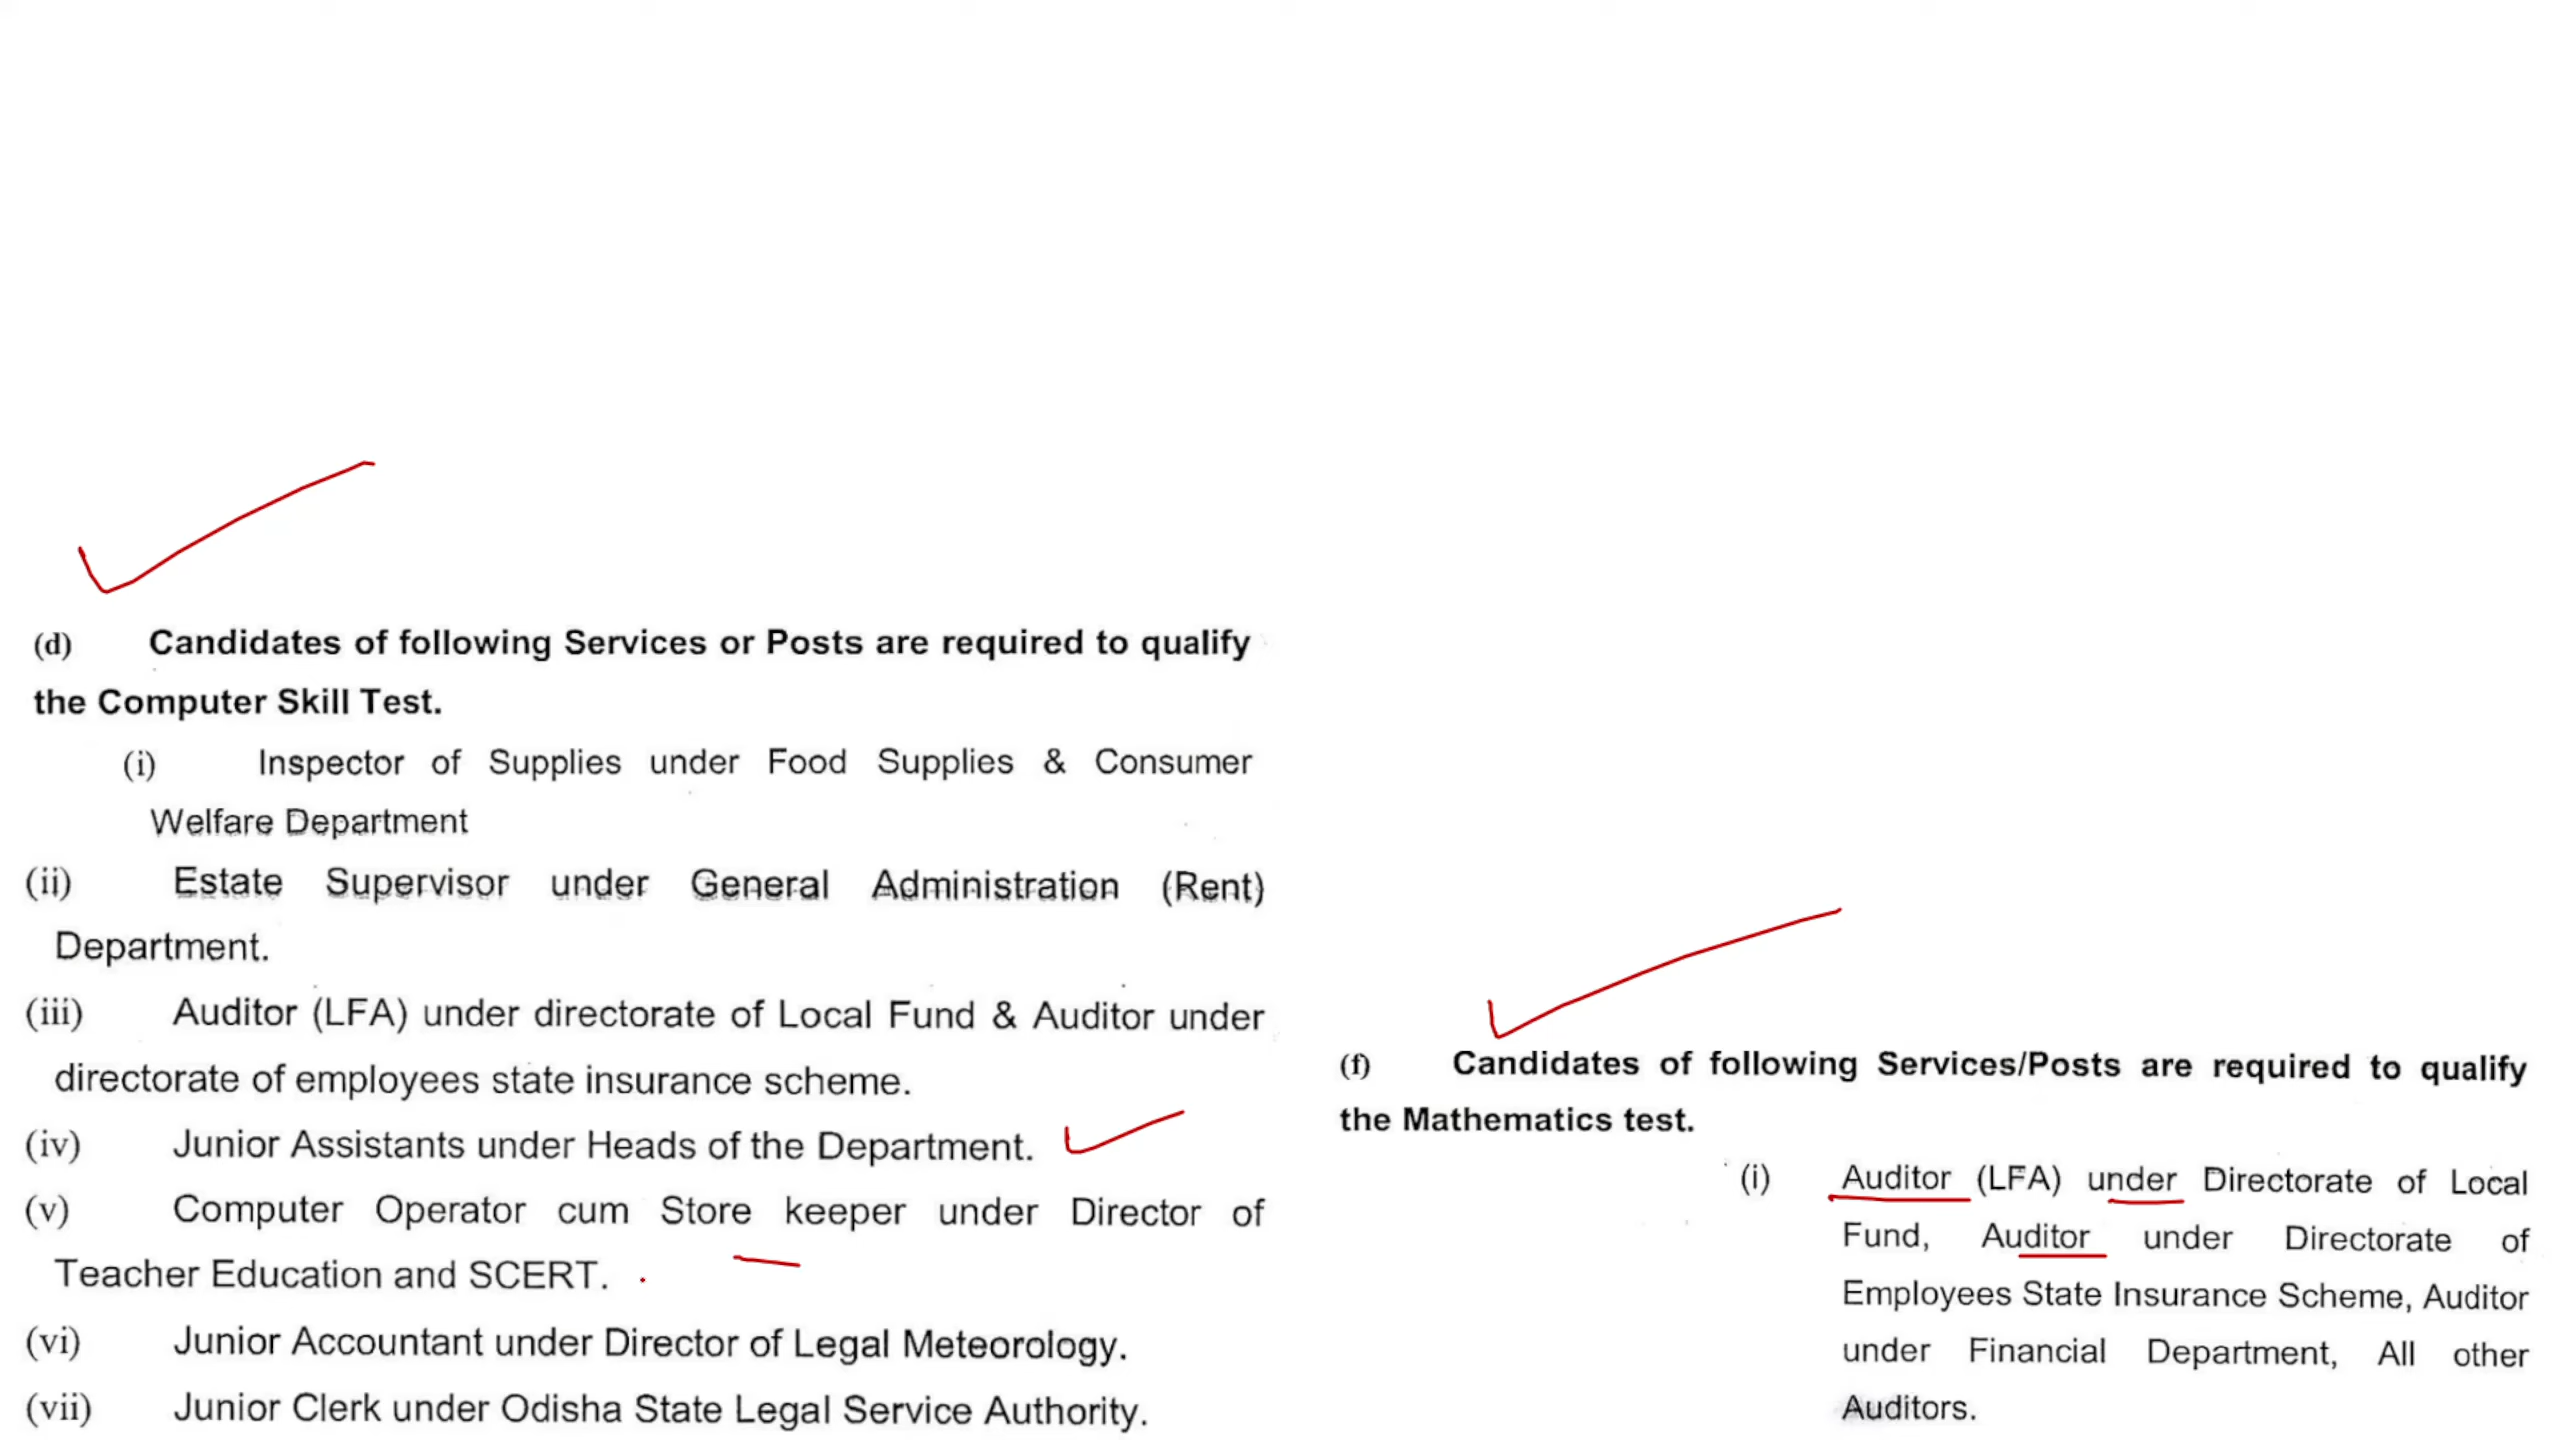 (d) Candidates of following Services or Posts are required to qualify
the Computer Skill Test.
(i) Inspector of Supplies under Food Supplies & Consumer
Welfare Department
(ii) Estate Supervisor under General Administration (Rent)
Department.
(iii) Auditor (LFA) under directorate of Local Fund & Auditor under
directorate of employees state insurance scheme.
(iv) Junior Assistants under Heads of the Department.
(v) Computer Operator cum Store keeper under Director of
Teacher Education and SCERT.
(vi) Junior Accountant under Director of Legal Meteorology.
(vii) Junior Clerk under Odisha State Legal Service Authority.
(f) Candidates of following Services/Posts are required to qualify
the Mathematics test.
(i) Auditor (LFA) under Directorate of Local
Fund, Auditor under Directorate of
Employees State Insurance Scheme, Auditor
under Financial Department, All other
Auditors.